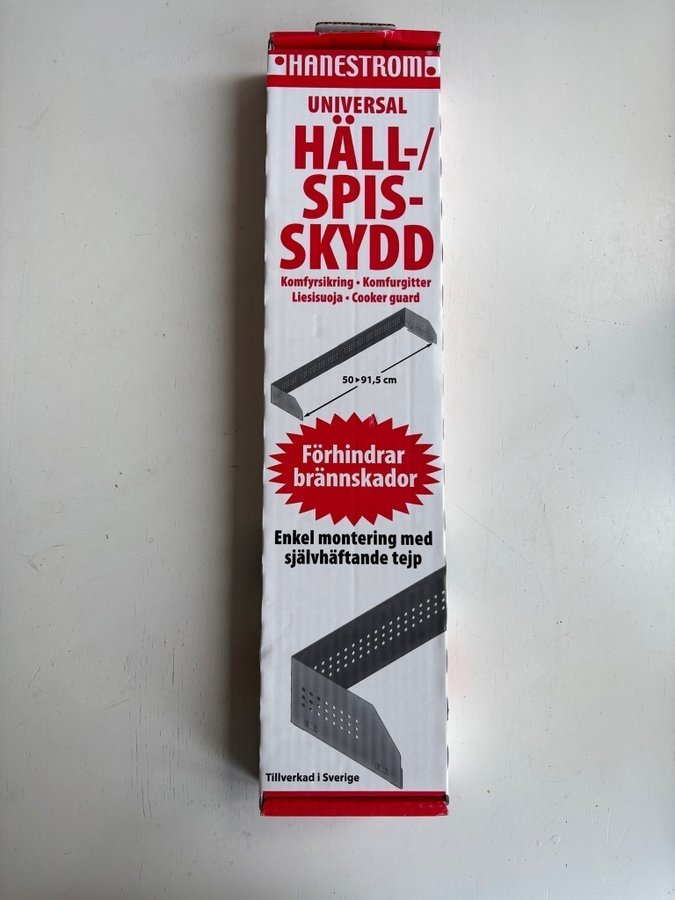 HANESTROM®
UNIVERSAL
HÄLL-/
SPIS-
SKYDD
Komfyrsikring • Komfurgitter
Liesisuoja • Cooker guard
50▸91,5 cm
Förhindrar
brännskador
Enkel montering med
självhäftande tejp
Tillverkad i Sverige